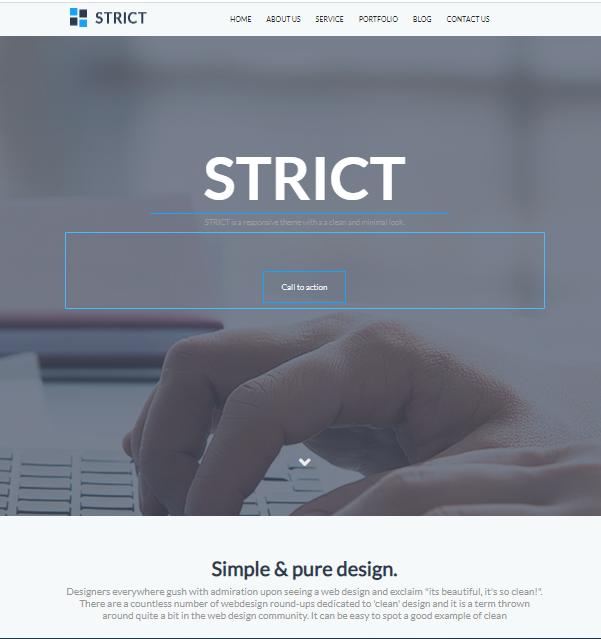 STRICT
HOME ABOUT US SERVICE PORTFOLIO BLOG CONTACT US
STRICT
STRICT is a responsive theme with a a clean and minimal look.
Call to action
Simple & pure design.
Designers everywhere gush with admiration upon seeing a web design and exclaim "its beautiful, it's so clean!".
There are a countless number of webdesign round-ups dedicated to 'clean' design and it is a term thrown
around quite a bit in the web design community. It can be easy to spot a good example of clean